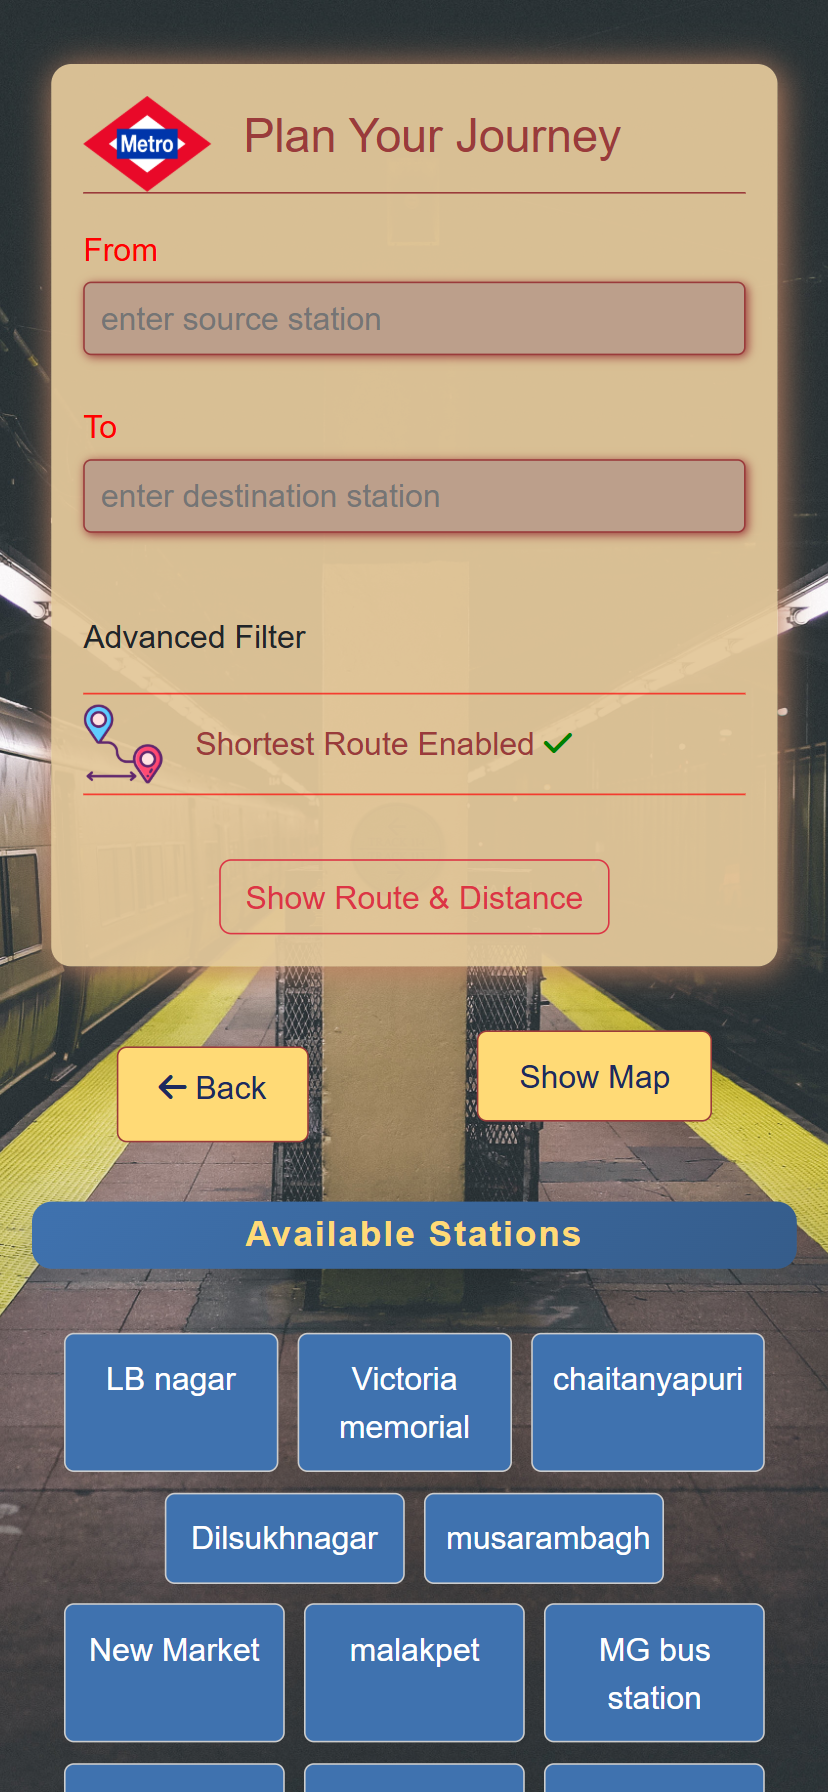 Metro
Plan Your Journey
From
enter source station
To
enter destination station
Advanced Filter
Shortest Route Enabled
Show Route & Distance
Back
Show Map
Available Stations
LB nagar
Victoria
memorial
chaitanyapuri
Dilsukhnagar
musarambagh
New Market
malakpet
MG bus
station